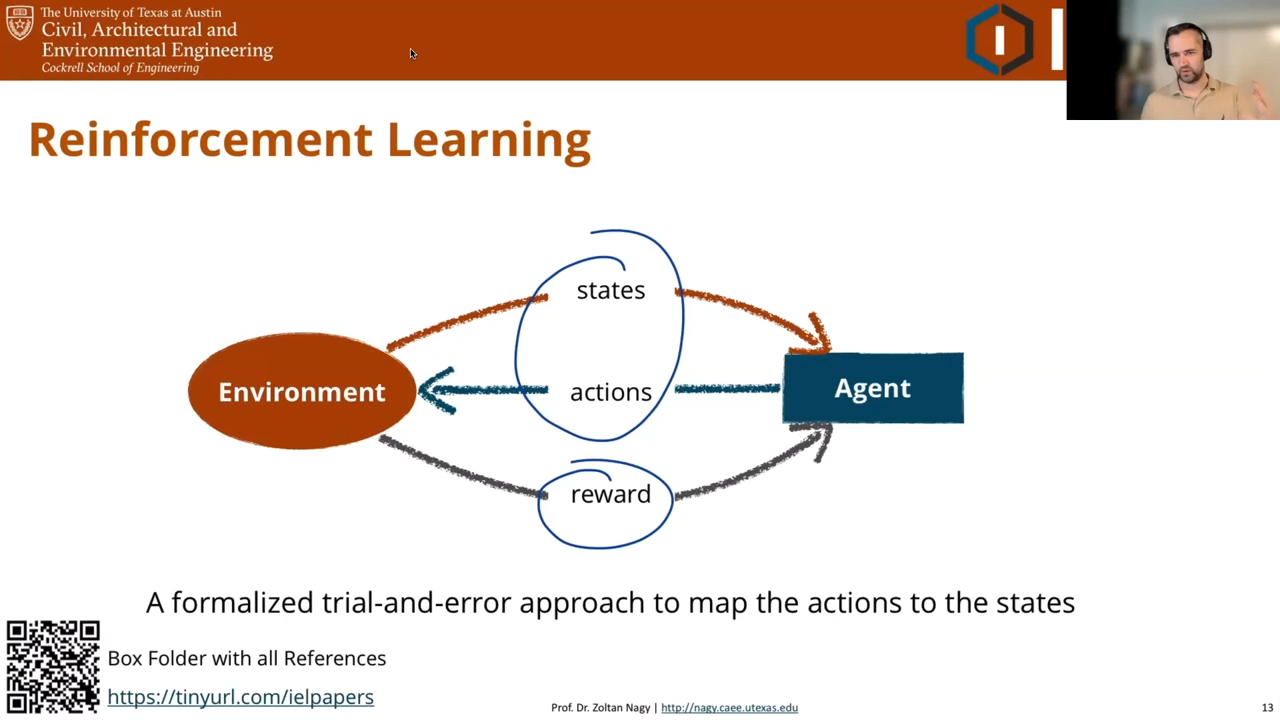 The University of Texas at Austin
Civil, Architectural and
Environmental Engineering
Cockrell School of Engineering
I
Reinforcement Learning
states
Environment
actions
Agent
reward
A formalized trial-and-error approach to map the actions to the states
Box Folder with all References
https://tinyurl.com/ielpapers
Prof. Dr. Zoltan Nagy | http://nagy.caee.utexas.edu
13